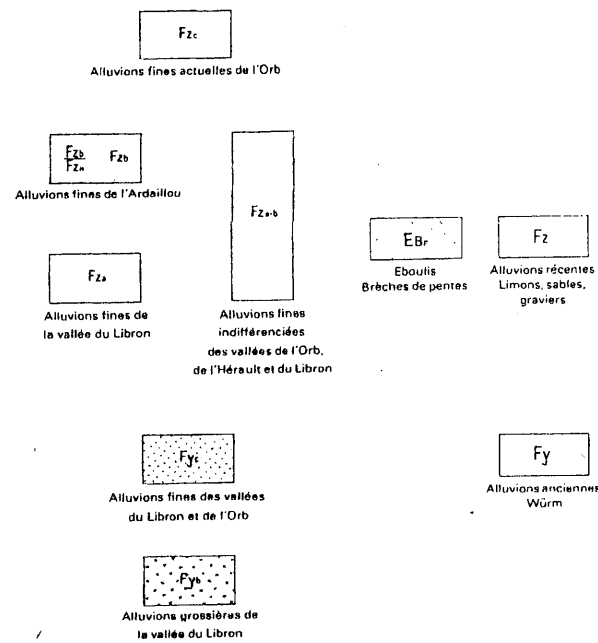 Fzc
Alluvions fines actuelles de l'Orb
Fzb
Fzn
Fzb
Alluvions fines de l'Ardaillou
Fza
Alluvions fines de
la vallée du Libron
Fza-b
Alluvions fines
indifférenciées
des vallées de l'Orb,
de l'Hérault et du Libron
EBr
Eboulis
Brèches de pentes
Fz
Alluvions récentes
Limons, sables,
graviers
Alluvions fines des vallées
du Libron et de l'Orb
Fy
Alluvions anciennes
Würm
Fyb
Alluvions grossières de
la vallée du Libron